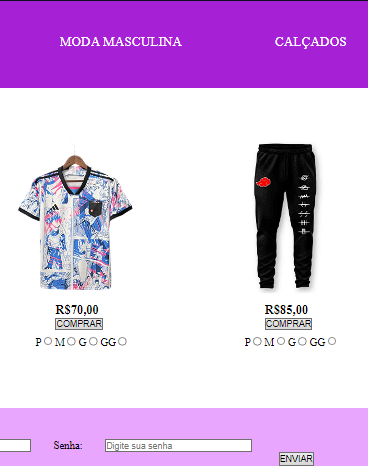 MODA MASCULINA CALÇADOS
R$70,00 R$85,00
COMPRAR COMPRAR
P M G GG P M G GG
Senha: Digite sua senha
ENVIAR